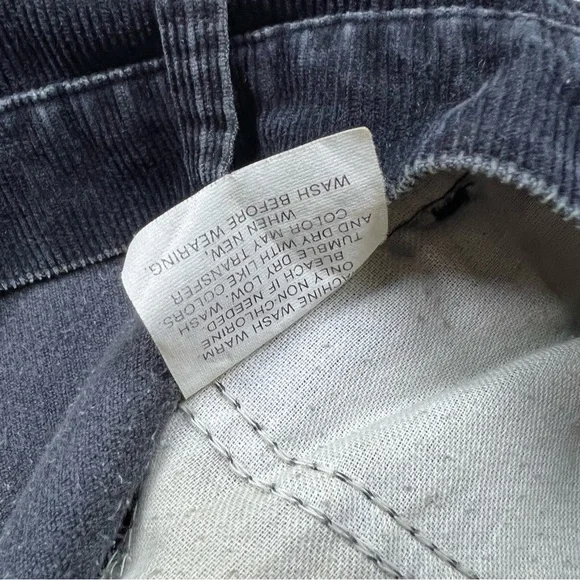 CHINE WASH WARM.
ONLY NON-CHLORINE
BLEACH IF NEEDED
TUMBLE DRY LOW. WASH
AND DRY WITH LIKE COLORS
COLOR MAY TRANSFER
WHEN NEW,
WASH BEFORE WEARING.